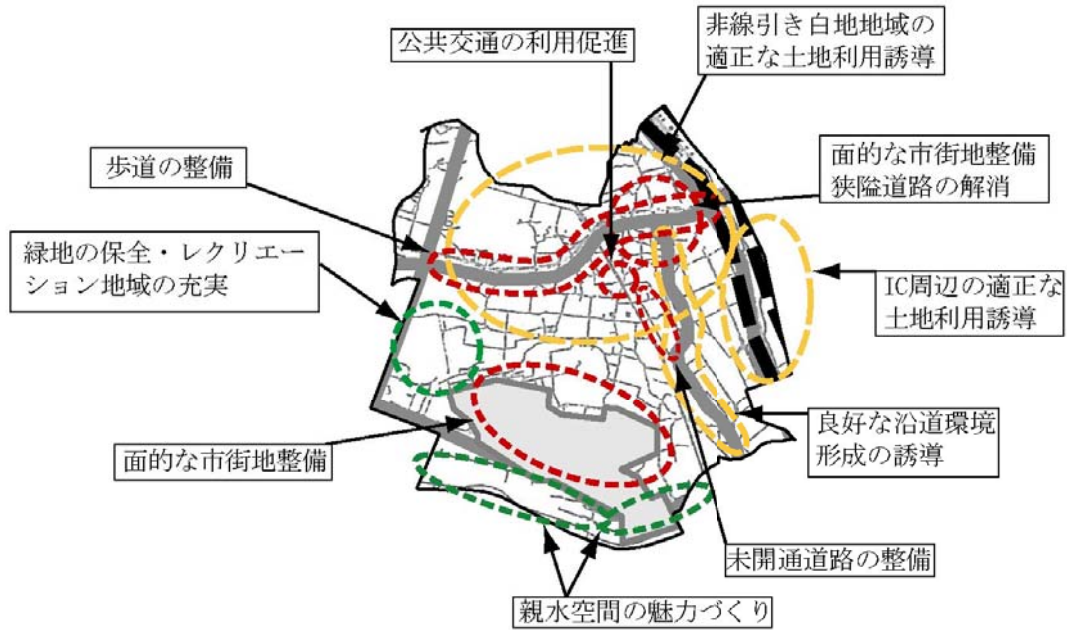 非線引き白地地域の
適正な土地利用誘導
公共交通の利用促進
歩道の整備
面的な市街地整備
狭隘道路の解消
緑地の保全・レクリエー
ション地域の充実
IC周辺の適正な
土地利用誘導
良好な沿道環境
形成の誘導
面的な市街地整備
未開通道路の整備
親水空間の魅力づくり